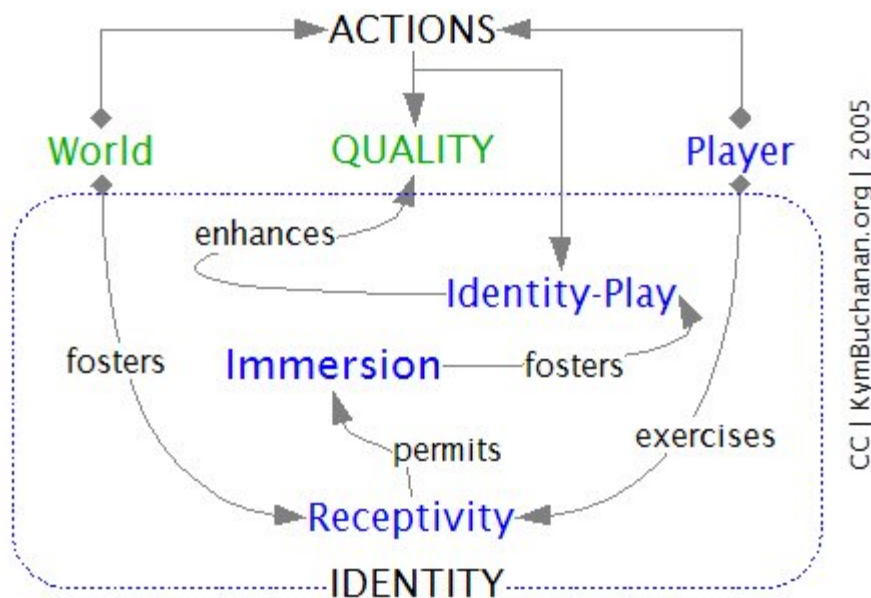 ACTIONS
World
QUALITY
Player
enhances
Identity-Play
Immersion
fosters
fosters
exercises
permits
Receptivity
IDENTITY
CC | KymBuchanan.org | 2005